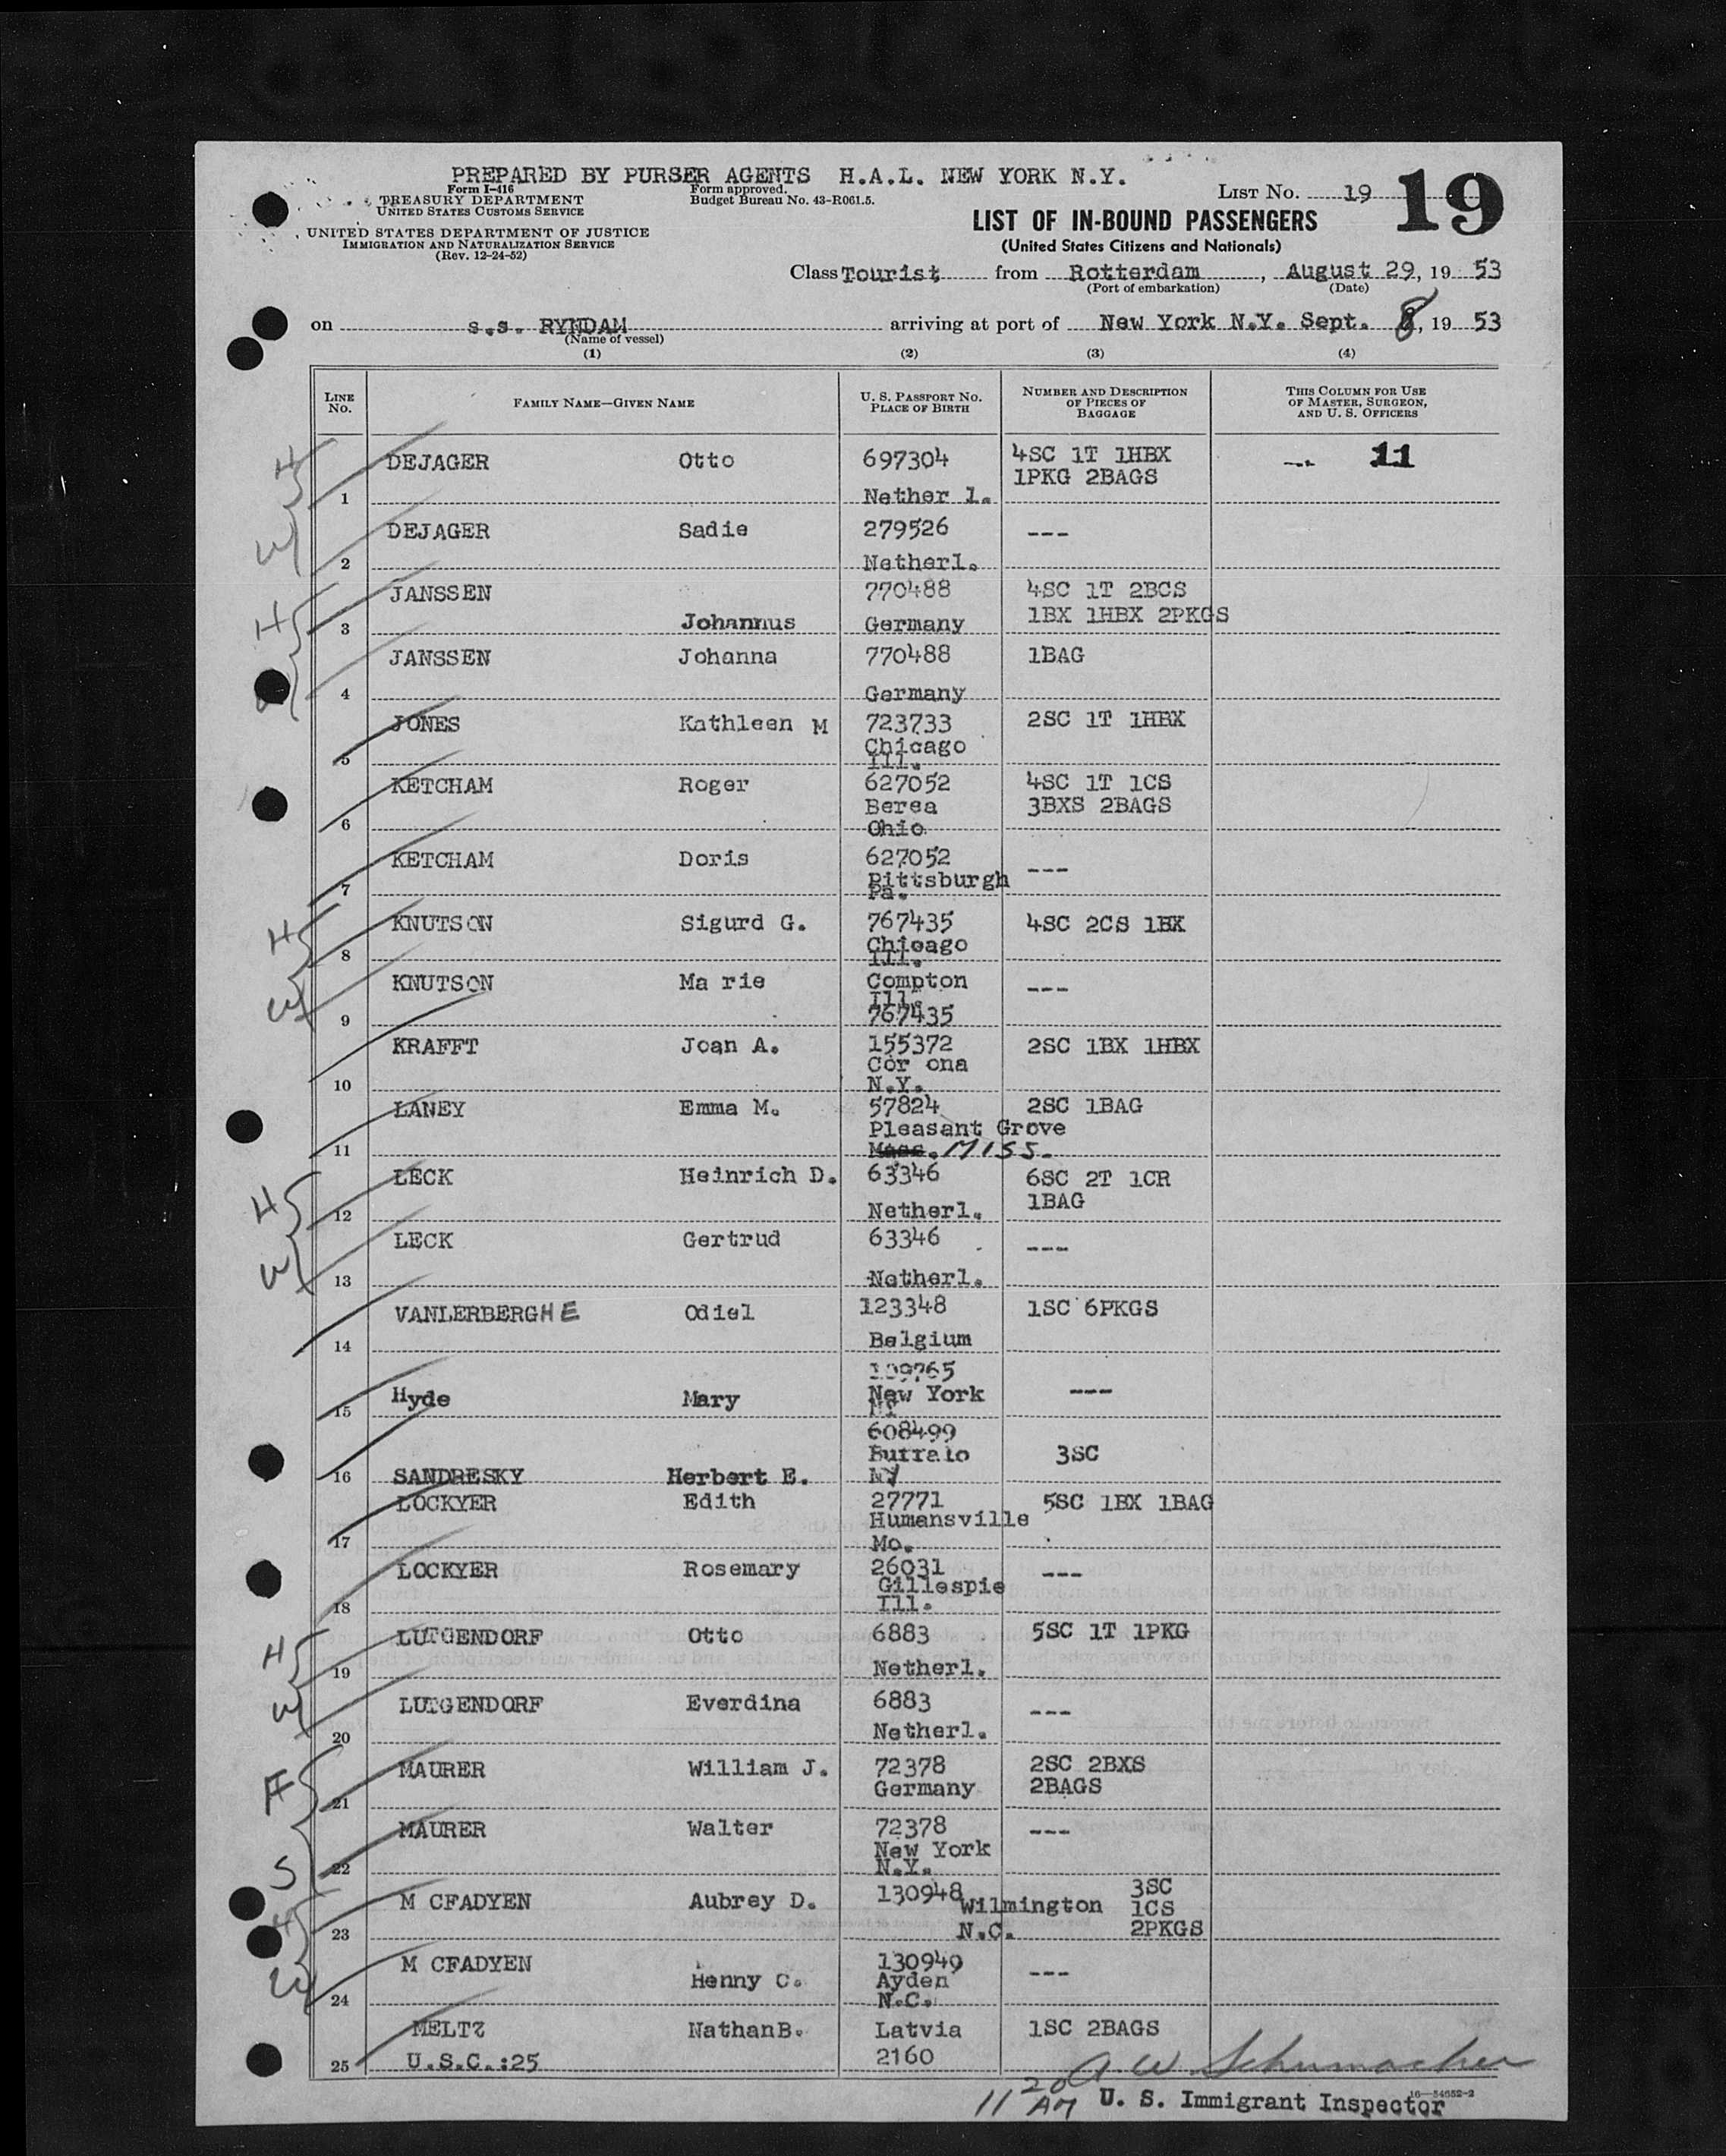 PREPARED BY PURSER AGENTS H.A.L. NEW YORK N.Y.
Form I-416
TREASURY DEPARTMENT
UNITED STATES CUSTOMS SERVICE
UNITED STATES DEPARTMENT OF JUSTICE
IMMIGRATION AND NATURALIZATION SERVICE
(Rev. 12-24-52)
Form approved.
Budget Bureau No. 43-R061.5.
LIST NO. 19
19
LIST OF IN-BOUND PASSENGERS
(United States Citizens and Nationals)
Class Tourist from Rotterdam, August 29, 19 53
(Port of embarkation) (Date)
on s.s. RYNDAM arriving at port of New York N.Y. Sept. 8, 19 53
(Name of vessel)
(1) (2) (3) (4)
LINE NO. FAMILY NAME—GIVEN NAME U. S. PASSPORT NO. PLACE OF BIRTH NUMBER AND DESCRIPTION OF PIECES OF BAGGAGE THIS COLUMN FOR USE OF MASTER, SURGEON, AND U. S. OFFICERS
H DEJAGER Otto 697304 4SC 1T 1HBX --- 11
1PKG 2BAGS
1 Nether l.
W DEJAGER Sadie 279526 ---
2 Netherl.
JANSSEN 770488 4SC 1T 2BCS
H 3 Johannus Germany 1BX 1HBX 2PKGS
JANSSEN Johanna 770488 1BAG
W 4 Germany
JONES Kathleen M 723733 2SC 1T 1HBX
Chicago
5 Ill.
KETCHAM Roger 627052 4SC 1T 1CS
Berea 3BXS 2BAGS
6 Ohio
KETCHAM Doris 627052 ---
Pittsburgh
7 Pa.
H KNUTSON Sigurd G. 767435 4SC 2CS 1BX
Chicago
8 Ill.
W KNUTSON Ma rie Compton ---
Ill.
9 767435
KRAFFT Joan A. 155372 2SC 1BX 1HBX
Cor ona
10 N.Y.
LANEY Emma M. 57824 2SC 1BAG
Pleasant Grove
11 Mass. MISS.
H LECK Heinrich D. 63346 6SC 2T 1CR
1BAG
12 Netherl.
W LECK Gertrud 63346 ---
13 Netherl.
VANLERBERGHE Odiel 123348 1SC 6PKGS
14 Belgium
109765
15 Hyde Mary New York ---
NY
608499
Buffalo 3SC
16 SANDRESKY Herbert E. NY
LOCKYER Edith 27771 5SC 1BX 1BAG
Humansville
17 Mo.
LOCKYER Rosemary 26031 ---
Gillespie
18 Ill.
H LUTGENDORF Otto 6883 5SC 1T 1PKG
19 Netherl.
W LUTGENDORF Everdina 6883 ---
20 Netherl.
F MAURER William J. 72378 2SC 2BXS
21 Germany 2BAGS
MAURER Walter 72378 ---
New York
S 22 N.Y.
H M CFADYEN Aubrey D. 130948 3SC
Wilmington 1CS
23 N.C. 2PKGS
M CFADYEN 130949 ---
W Henny C. Ayden
24 N.C.
MELTZ NathanB. Latvia 1SC 2BAGS
25 U.S.C.:25 2160
A W Schumacher
11 20 AM U. S. Immigrant Inspector
16—54652-2